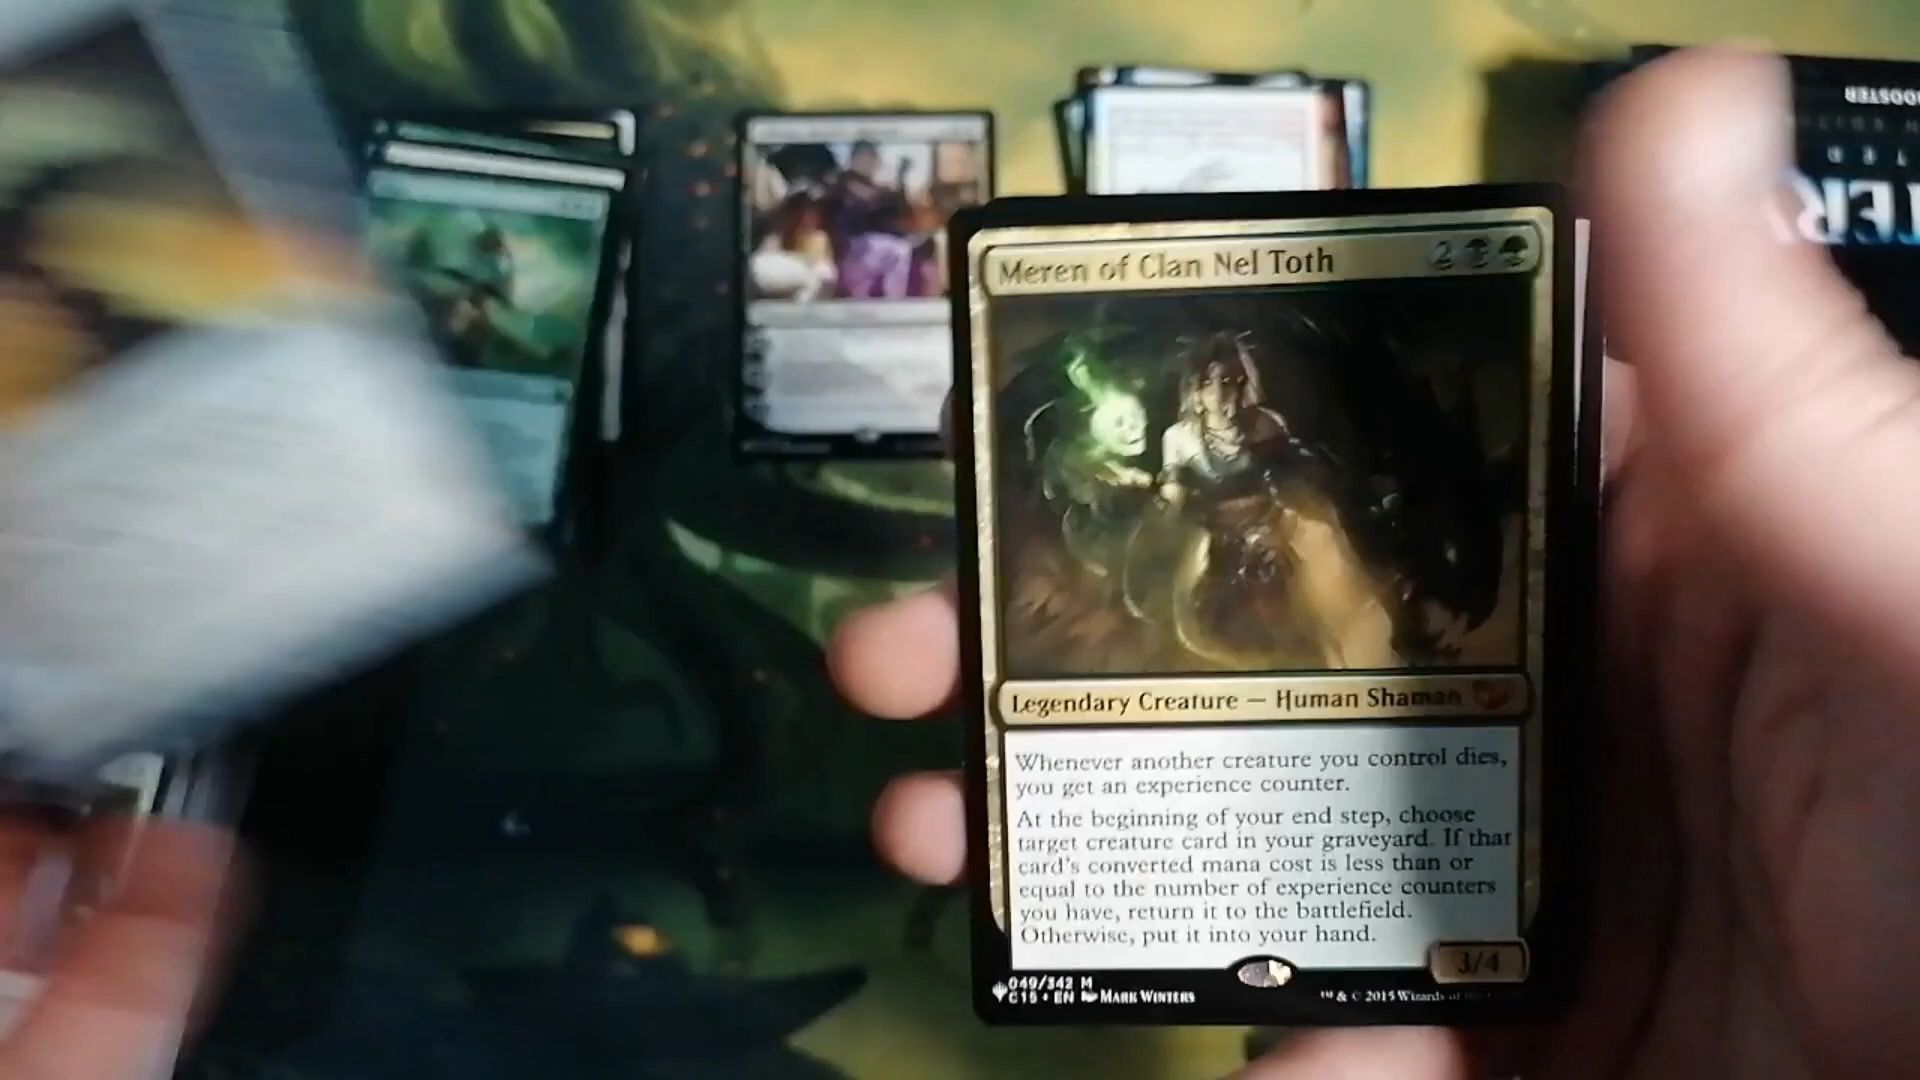 Meren of Clan Nel Toth 2
Legendary Creature — Human Shaman
Whenever another creature you control dies,
you get an experience counter.
At the beginning of your end step, choose
target creature card in your graveyard. If that
card's converted mana cost is less than or
equal to the number of experience counters
you have, return it to the battlefield.
Otherwise, put it into your hand.
3/4
049/342 M
C15 • EN MARK WINTERS
™ & © 2015 Wizards of
BOOSTER